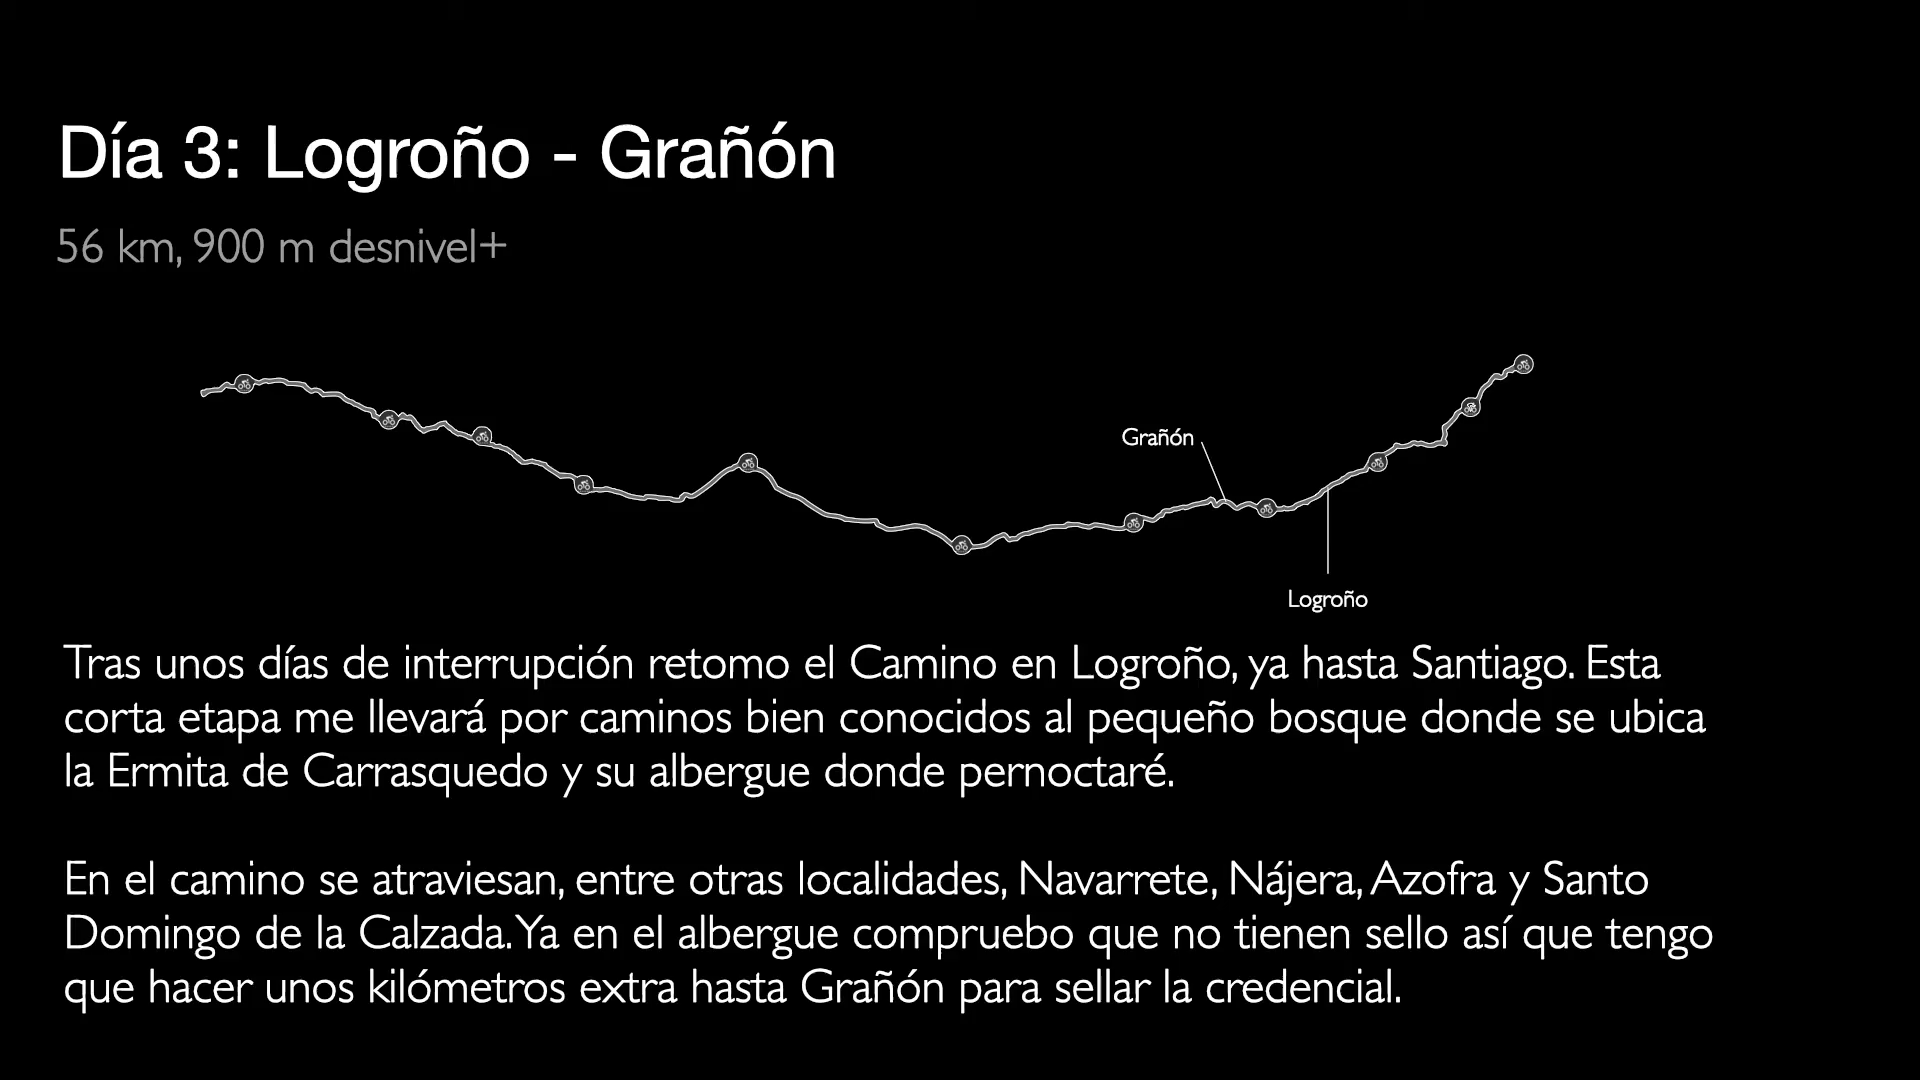 Día 3: Logroño - Grañón
56 km, 900 m desnivel+
Grañón
Logroño
Tras unos días de interrupción retomo el Camino en Logroño, ya hasta Santiago. Esta
corta etapa me llevará por caminos bien conocidos al pequeño bosque donde se ubica
la Ermita de Carrasquedo y su albergue donde pernoctaré.
En el camino se atraviesan, entre otras localidades, Navarrete, Nájera, Azofra y Santo
Domingo de la Calzada. Ya en el albergue compruebo que no tienen sello así que tengo
que hacer unos kilómetros extra hasta Grañón para sellar la credencial.